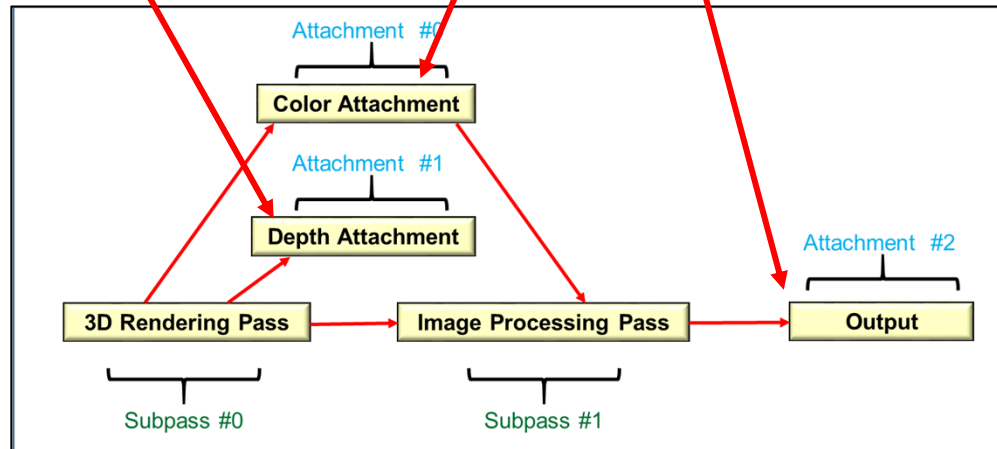 Attachment #0
Color Attachment
Attachment #1
Depth Attachment
Attachment #2
3D Rendering Pass
Image Processing Pass
Output
Subpass #0
Subpass #1